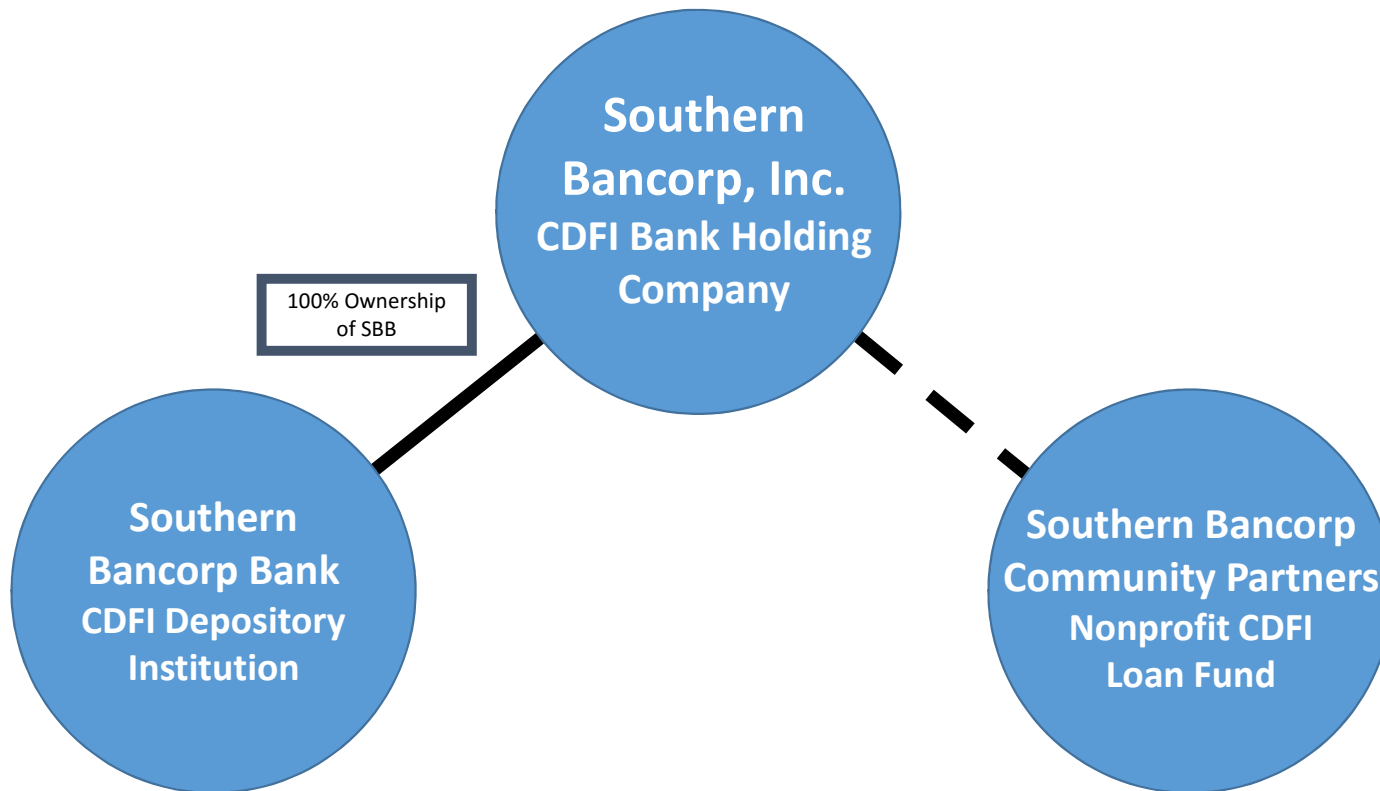 Southern
Bancorp, Inc.
CDFI Bank Holding
Company
100% Ownership
of SBB
Southern
Bancorp Bank
CDFI Depository
Institution
Southern Bancorp
Community Partners
Nonprofit CDFI
Loan Fund